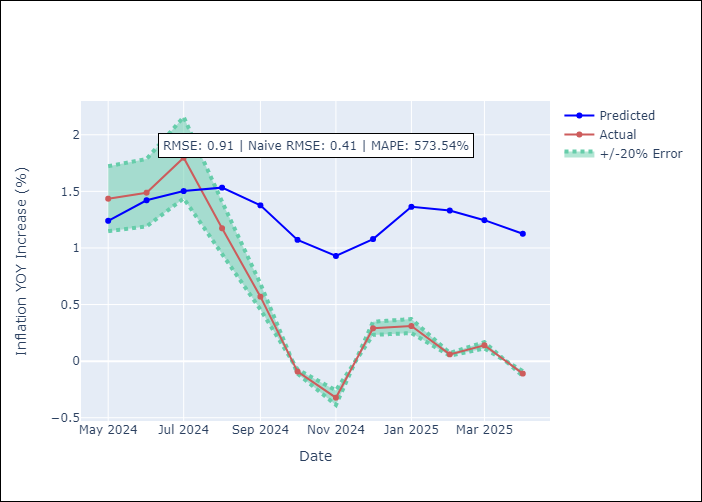 Predicted
Actual
+/-20% Error
RMSE: 0.91 | Naive RMSE: 0.41 | MAPE: 573.54%
Inflation YOY Increase (%)
2
1.5
1
0.5
0
−0.5
May 2024
Jul 2024
Sep 2024
Nov 2024
Jan 2025
Mar 2025
Date